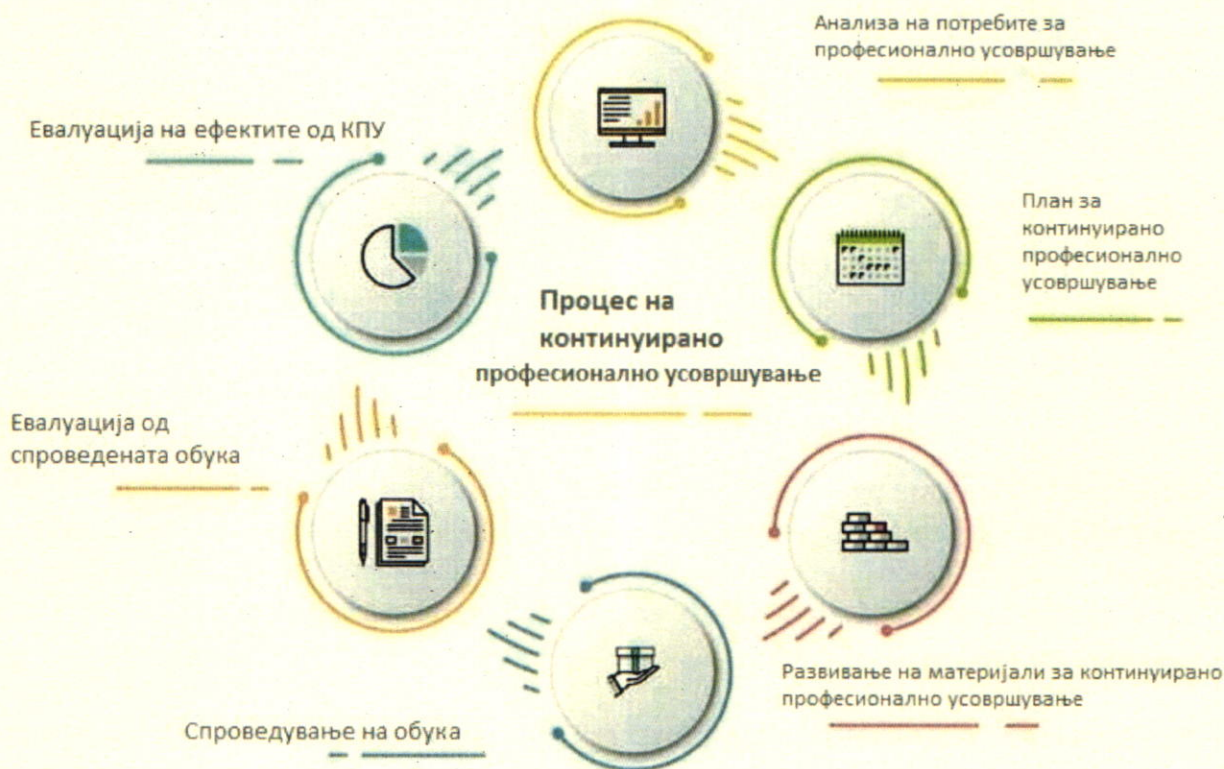 Анализа на потребите за
професионално усовршување
Евалуација на ефектите од КПУ
План за
континуирано
професионално
усовршување
Процес на
континуирано
професионално усовршување
Евалуација од
спроведената обука
Развивање на материјали за континуирано
професионално усовршување
Спроведување на обука